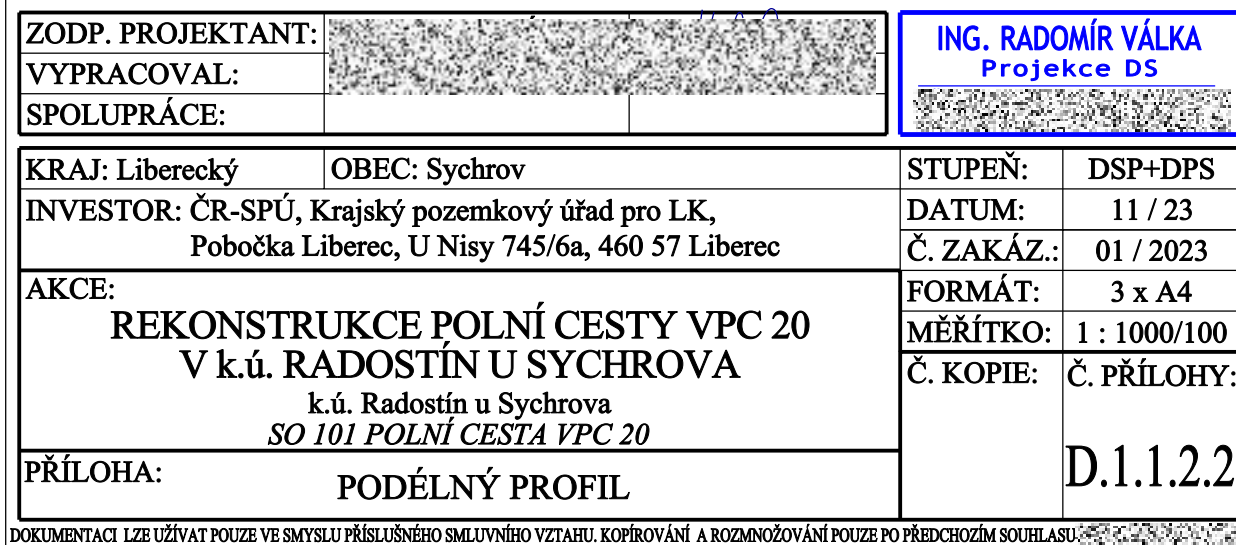 ZODP. PROJEKTANT:
VYPRACOVAL:
SPOLUPRÁCE:
ING. RADOMÍR VÁLKA
Projekce DS
KRAJ: Liberecký OBEC: Sychrov
INVESTOR: ČR-SPÚ, Krajský pozemkový úřad pro LK,
Pobočka Liberec, U Nisy 745/6a, 460 57 Liberec
STUPEŇ: DSP+DPS
DATUM: 11 / 23
Č. ZAKÁZ.: 01 / 2023
FORMÁT: 3 x A4
MĚŘÍTKO: 1 : 1000/100
AKCE:
REKONSTRUKCE POLNÍ CESTY VPC 20
V k.ú. RADOSTÍN U SYCHROVA
k.ú. Radostín u Sychrova
SO 101 POLNÍ CESTA VPC 20
Č. KOPIE: Č. PŘÍLOHY:
D.1.1.2.2
PŘÍLOHA:
PODÉLNÝ PROFIL
DOKUMENTACI LZE UŽÍVAT POUZE VE SMYSLU PŘÍSLUŠNÉHO SMLUVNÍHO VZTAHU. KOPÍROVÁNÍ A ROZMNOŽOVÁNÍ POUZE PO PŘEDCHOZÍM SOUHLASU